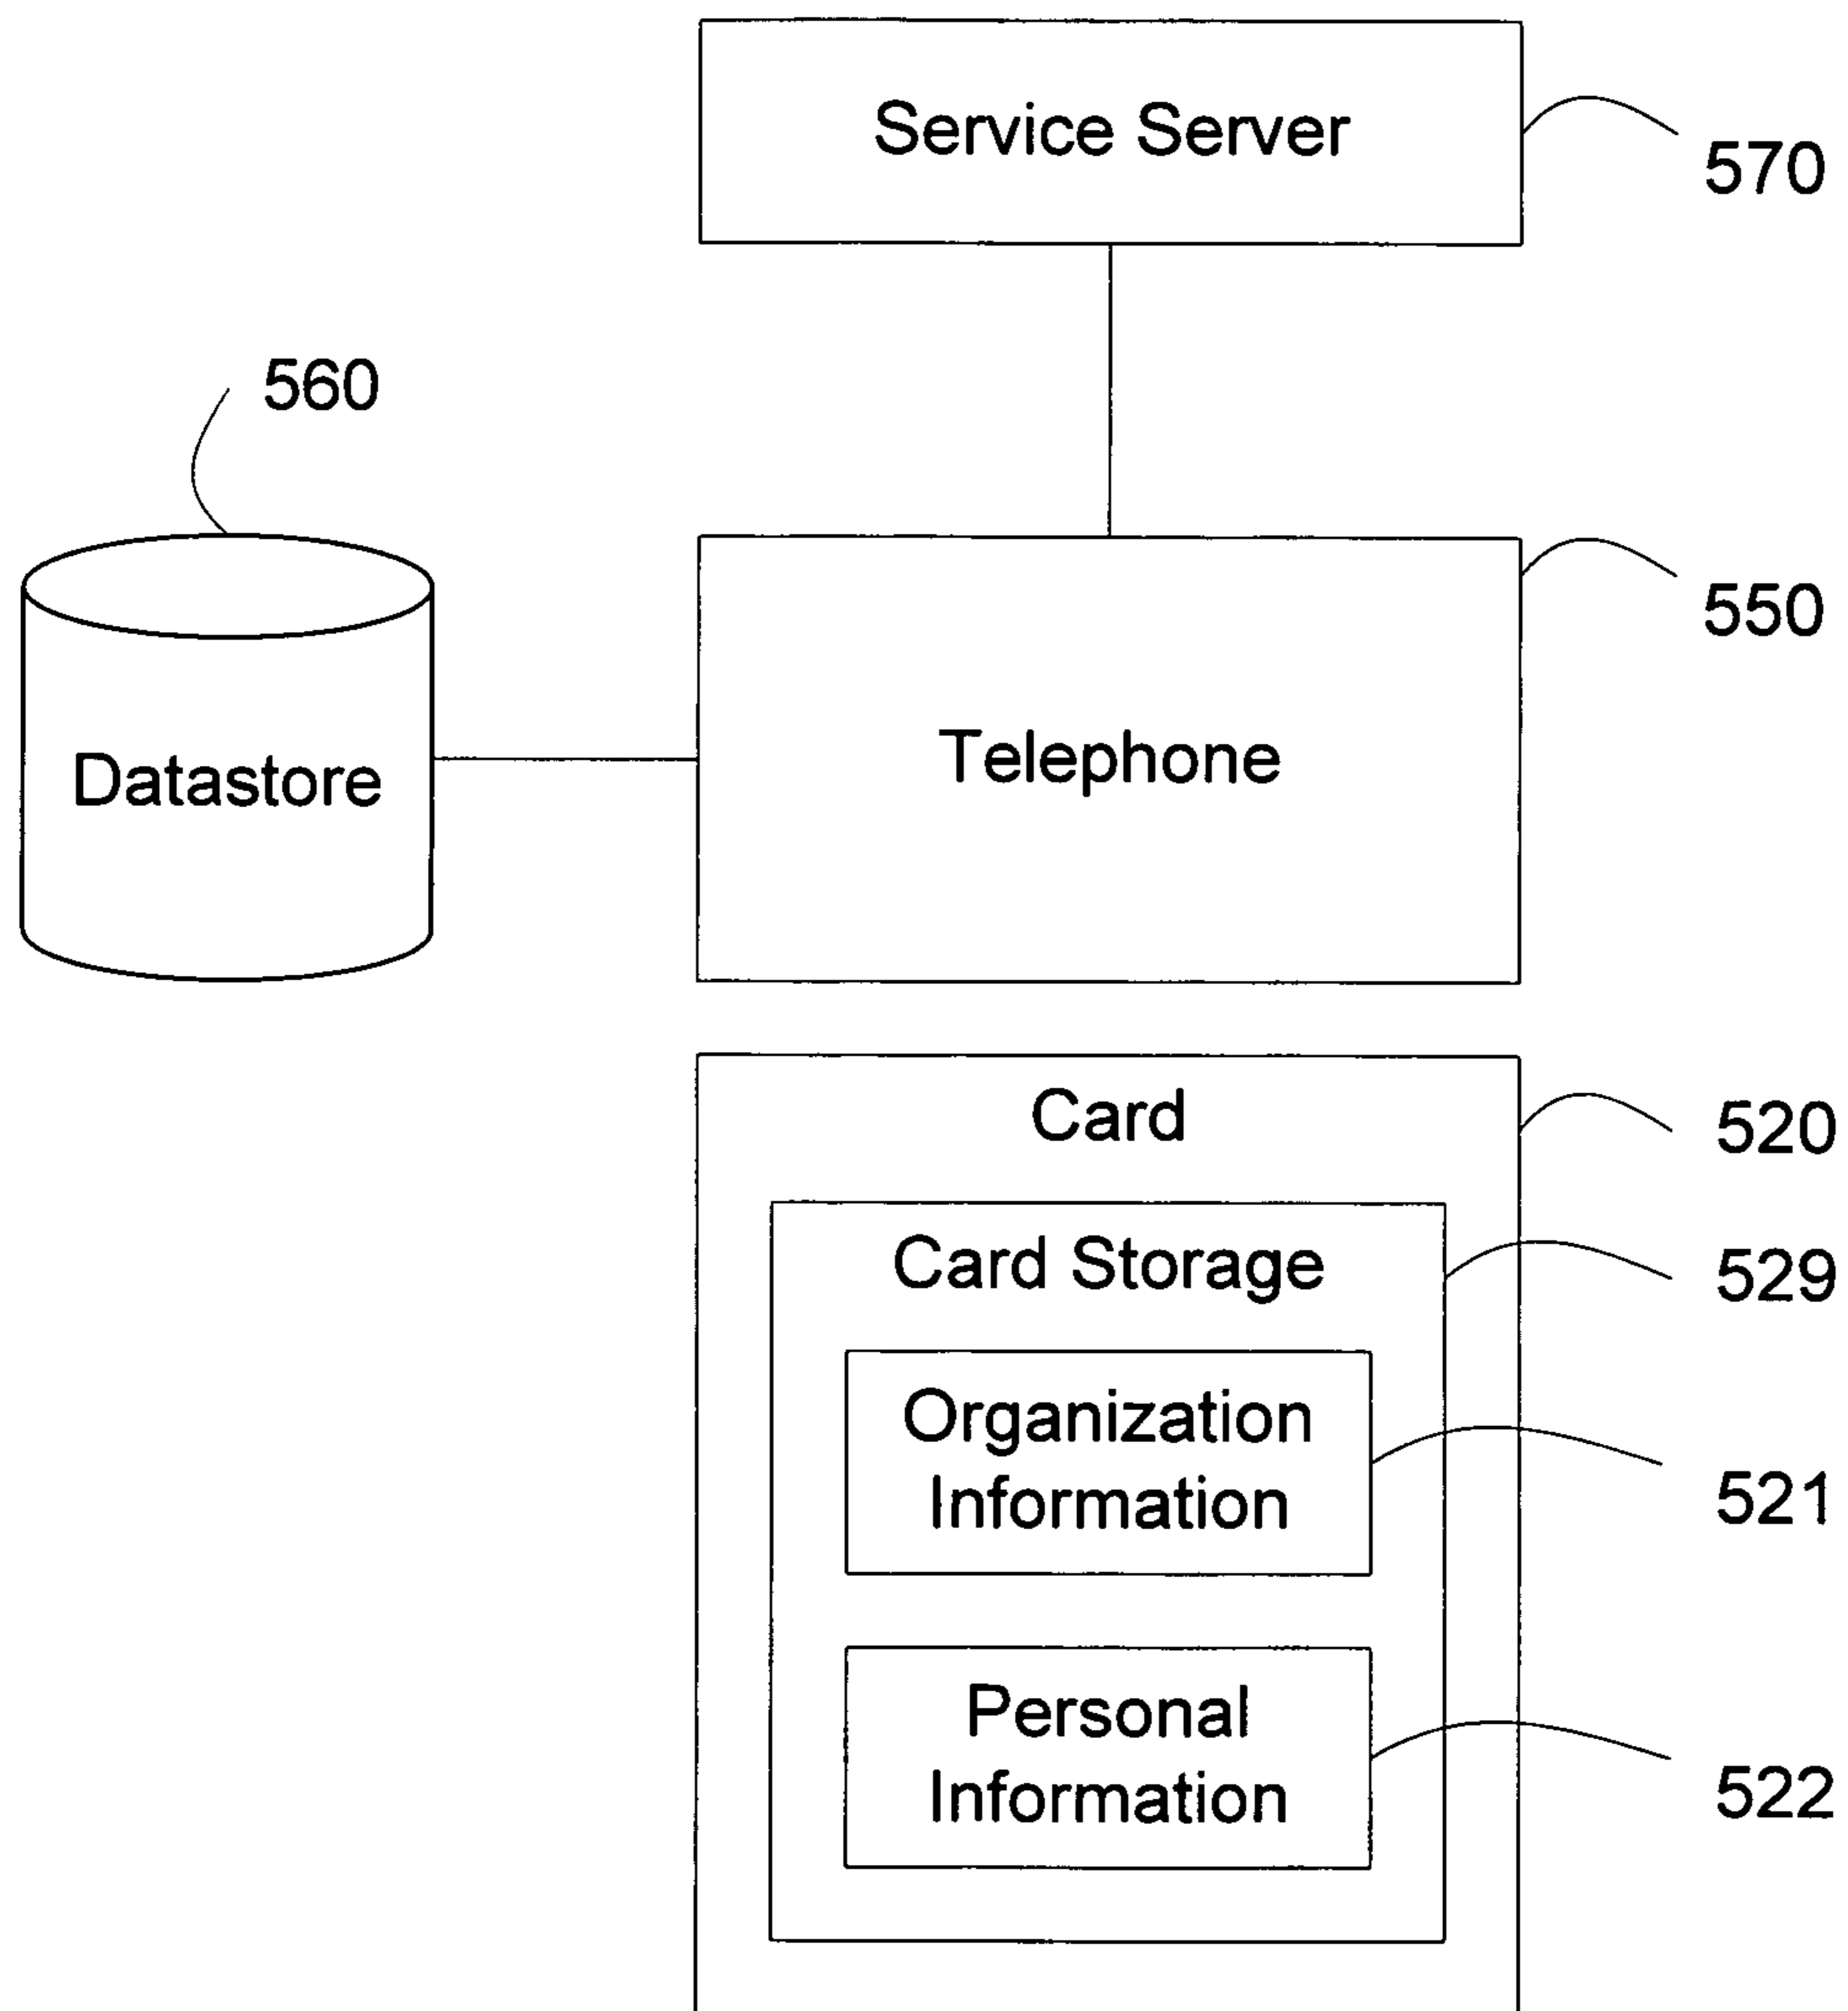 Service Server
570
560
550
Datastore
Telephone
Card
520
Card Storage
529
Organization
Information
521
Personal
Information
522